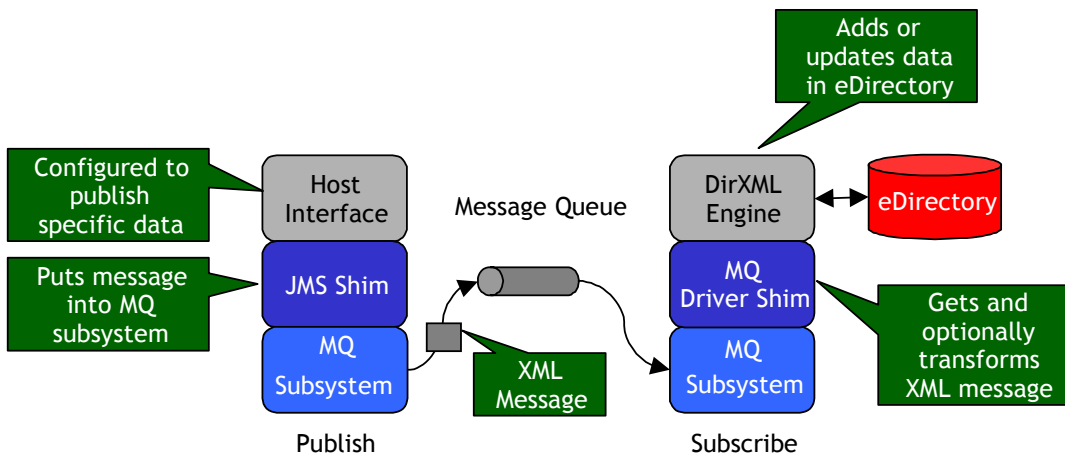 Adds or
updates data
in eDirectory
Configured to
publish
specific data
Host
Interface
Message Queue
DirXML
Engine
eDirectory
Puts message
into MQ
subsystem
JMS Shim
MQ
Driver Shim
Gets and
optionally
transforms
XML message
MQ
Subsystem
XML
Message
MQ
Subsystem
Publish
Subscribe